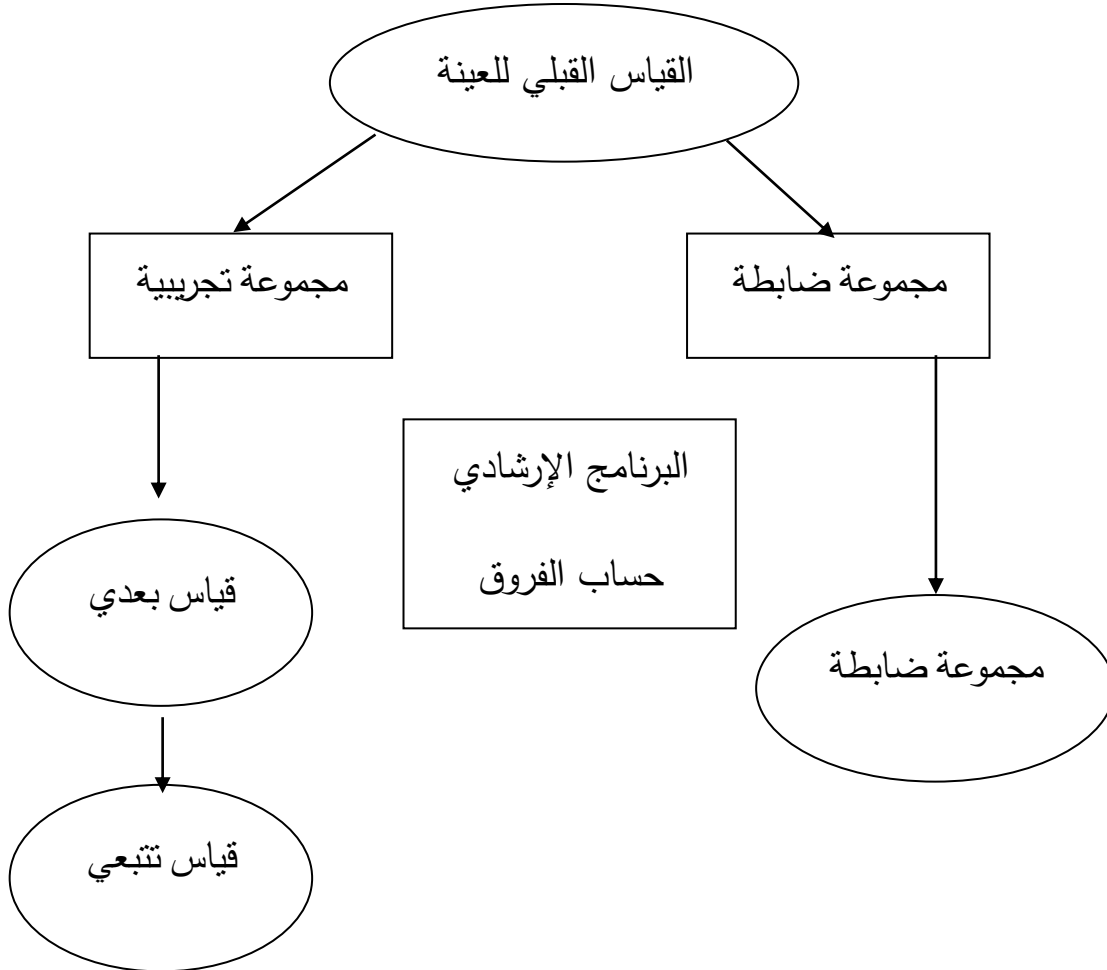 القياس القبلي للعينة
مجموعة ضابطة
مجموعة تجريبية
البرنامج الإرشادي
حساب الفروق
قياس بعدي
مجموعة ضابطة
قياس تتبعي